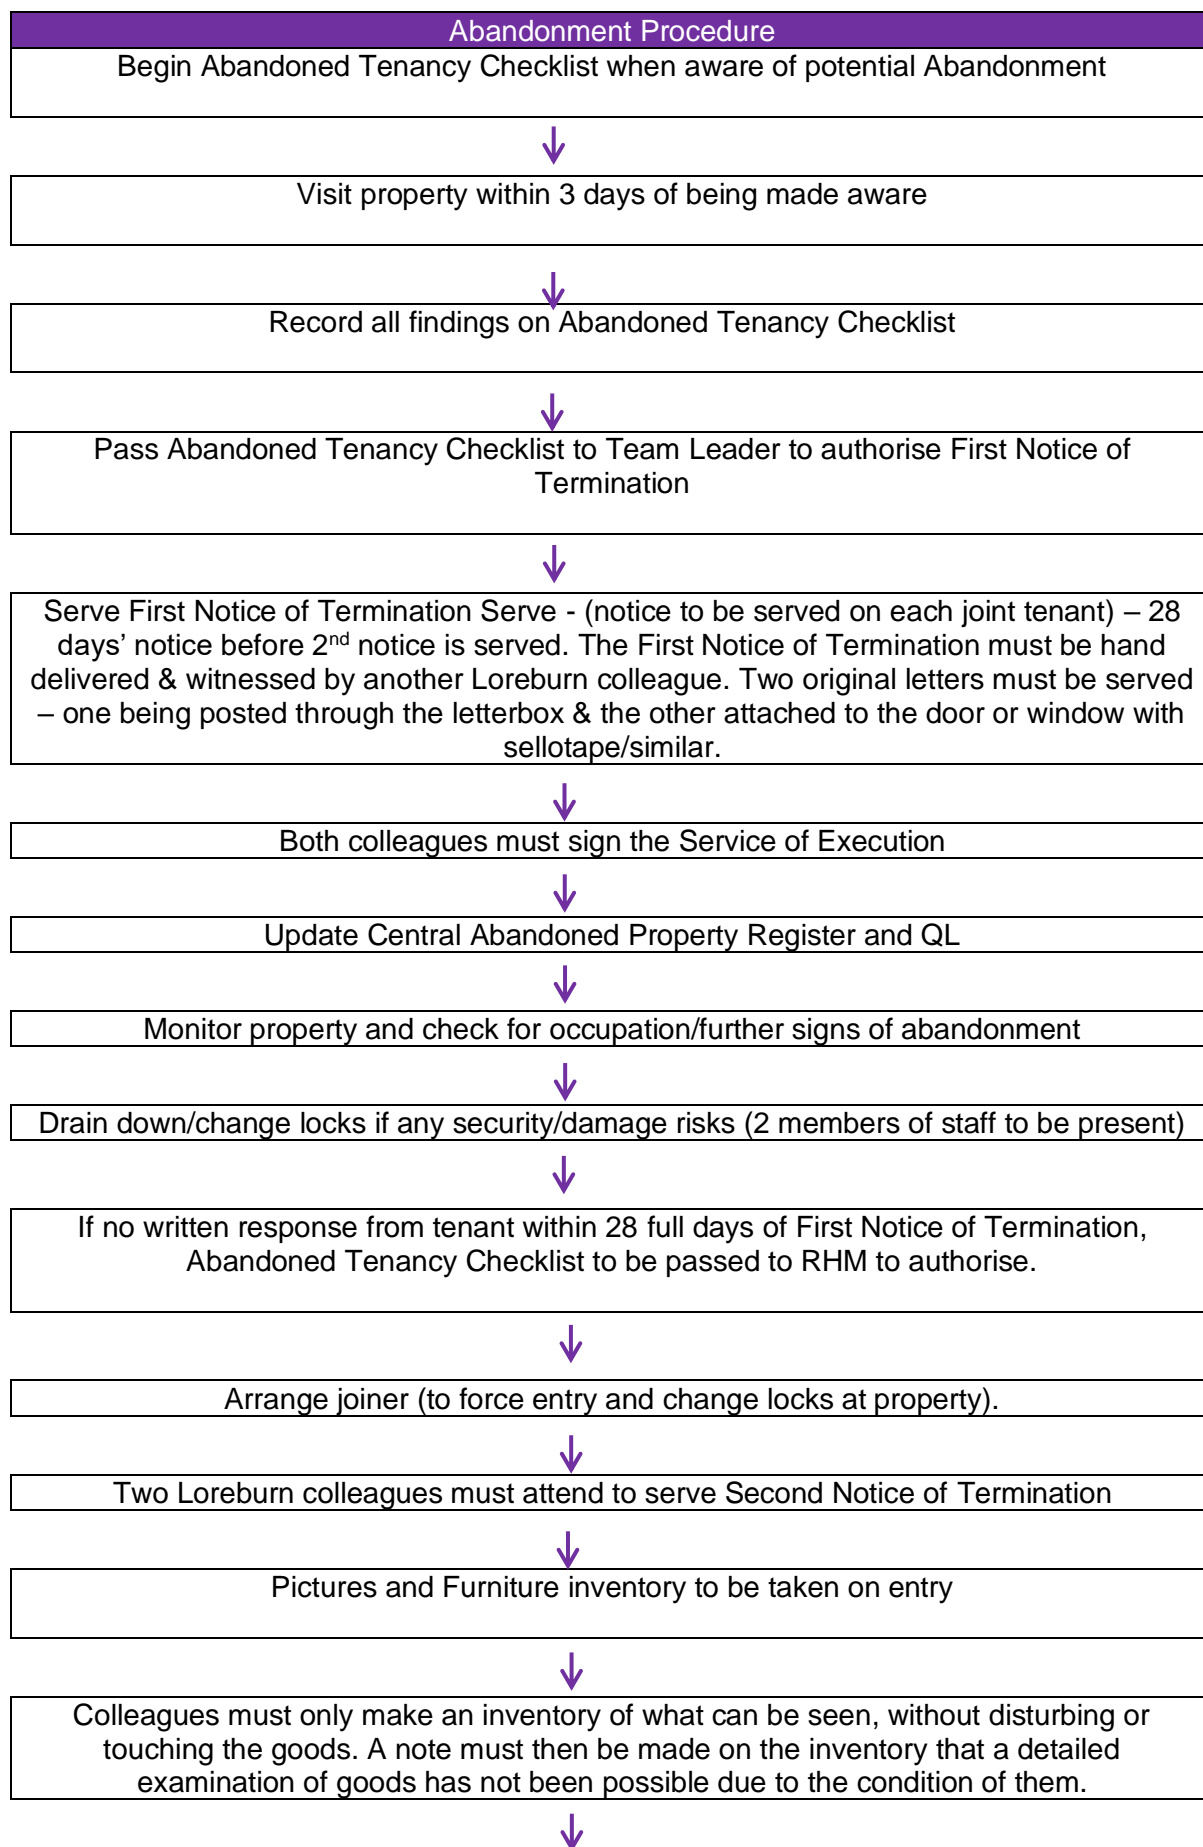 Abandonment Procedure
Begin Abandoned Tenancy Checklist when aware of potential Abandonment
Visit property within 3 days of being made aware
Record all findings on Abandoned Tenancy Checklist
Pass Abandoned Tenancy Checklist to Team Leader to authorise First Notice of
Termination
Serve First Notice of Termination Serve - (notice to be served on each joint tenant) – 28
days’ notice before 2nd notice is served. The First Notice of Termination must be hand
delivered & witnessed by another Loreburn colleague. Two original letters must be served
– one being posted through the letterbox & the other attached to the door or window with
sellotape/similar.
Both colleagues must sign the Service of Execution
Update Central Abandoned Property Register and QL
Monitor property and check for occupation/further signs of abandonment
Drain down/change locks if any security/damage risks (2 members of staff to be present)
If no written response from tenant within 28 full days of First Notice of Termination,
Abandoned Tenancy Checklist to be passed to RHM to authorise.
Arrange joiner (to force entry and change locks at property).
Two Loreburn colleagues must attend to serve Second Notice of Termination
Pictures and Furniture inventory to be taken on entry
Colleagues must only make an inventory of what can be seen, without disturbing or
touching the goods. A note must then be made on the inventory that a detailed
examination of goods has not been possible due to the condition of them.